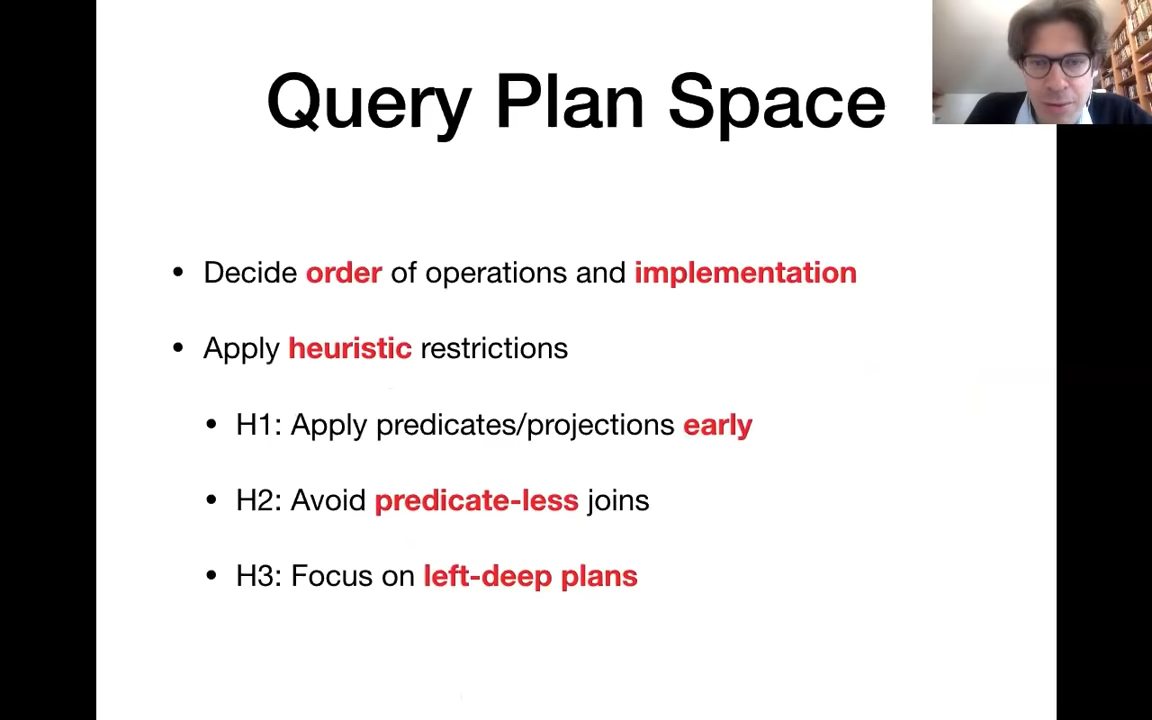 Query Plan Space
• Decide order of operations and implementation
• Apply heuristic restrictions
• H1: Apply predicates/projections early
• H2: Avoid predicate-less joins
• H3: Focus on left-deep plans